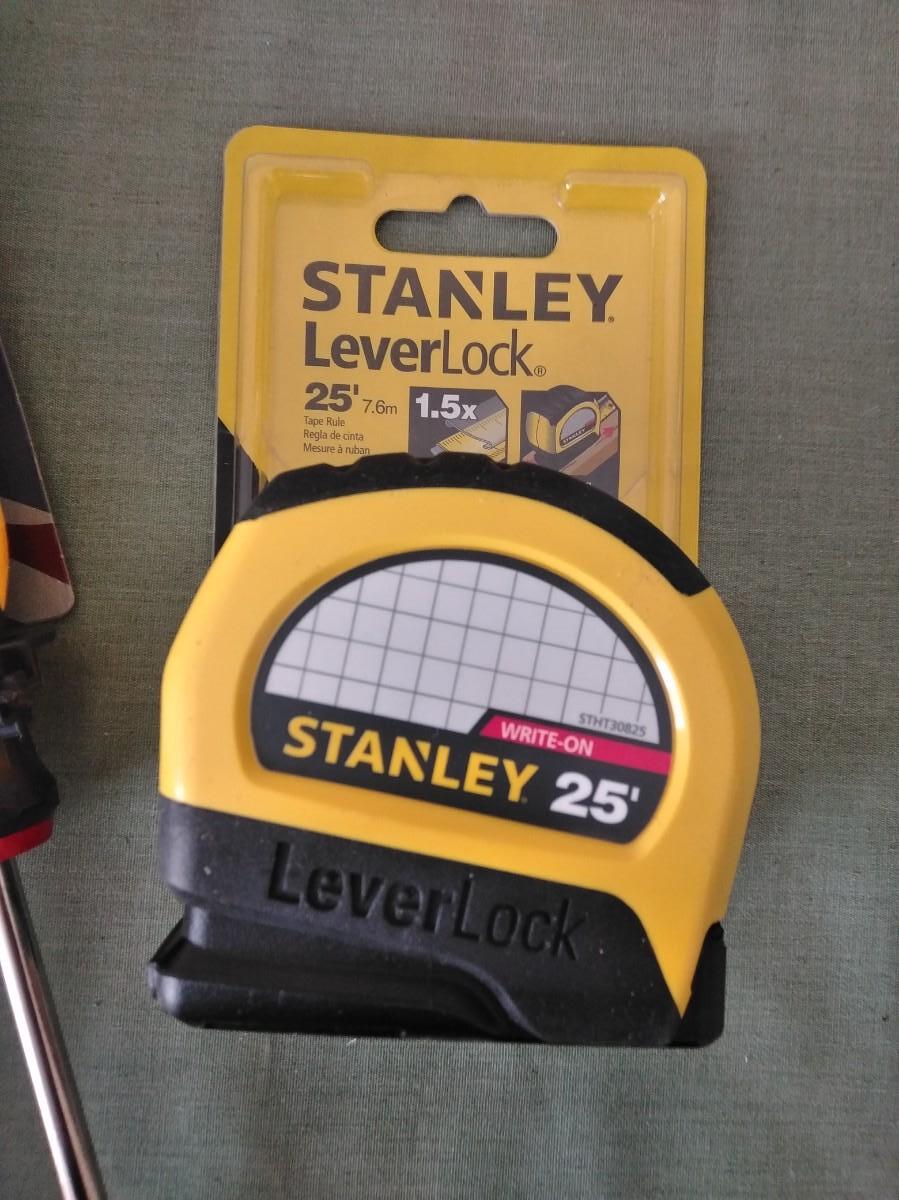 STANLEY®
LeverLock®
25' 7.6m
1.5x
Tape Rule
Regla de cinta
Mesure à ruban
STANLEY
STHT30825
WRITE-ON
STANLEY
25'
LeverLock